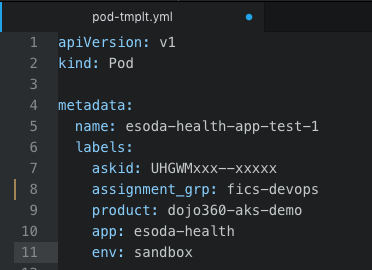 pod-tmplt.yml
1 apiVersion: v1
2 kind: Pod
3
4 metadata:
5   name: esoda-health-app-test-1
6   labels:
7     askid: UHGWMxxx--xxxxx
8     assignment_grp: fics-devops
9     product: dojo360-aks-demo
10     app: esoda-health
11     env: sandbox